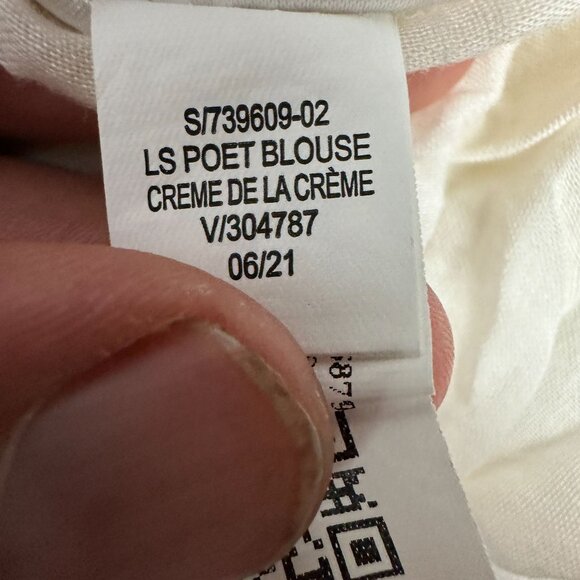 S/739609-02
LS POET BLOUSE
CREME DE LA CRÈME
V/304787
06/21